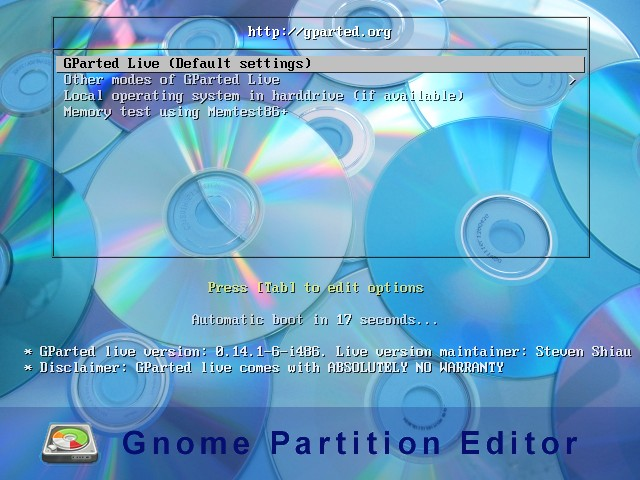 http://gparted.org
GParted Live (Default settings)
Other modes of GParted Live >
Local operating system in harddrive (if available)
Memory test using Memtest86+
Press [Tab] to edit options
Automatic boot in 17 seconds...
* GParted live version: 0.14.1-6-i486. Live version maintainer: Steven Shiau
* Disclaimer: GParted live comes with ABSOLUTELY NO WARRANTY
Gnome Partition Editor